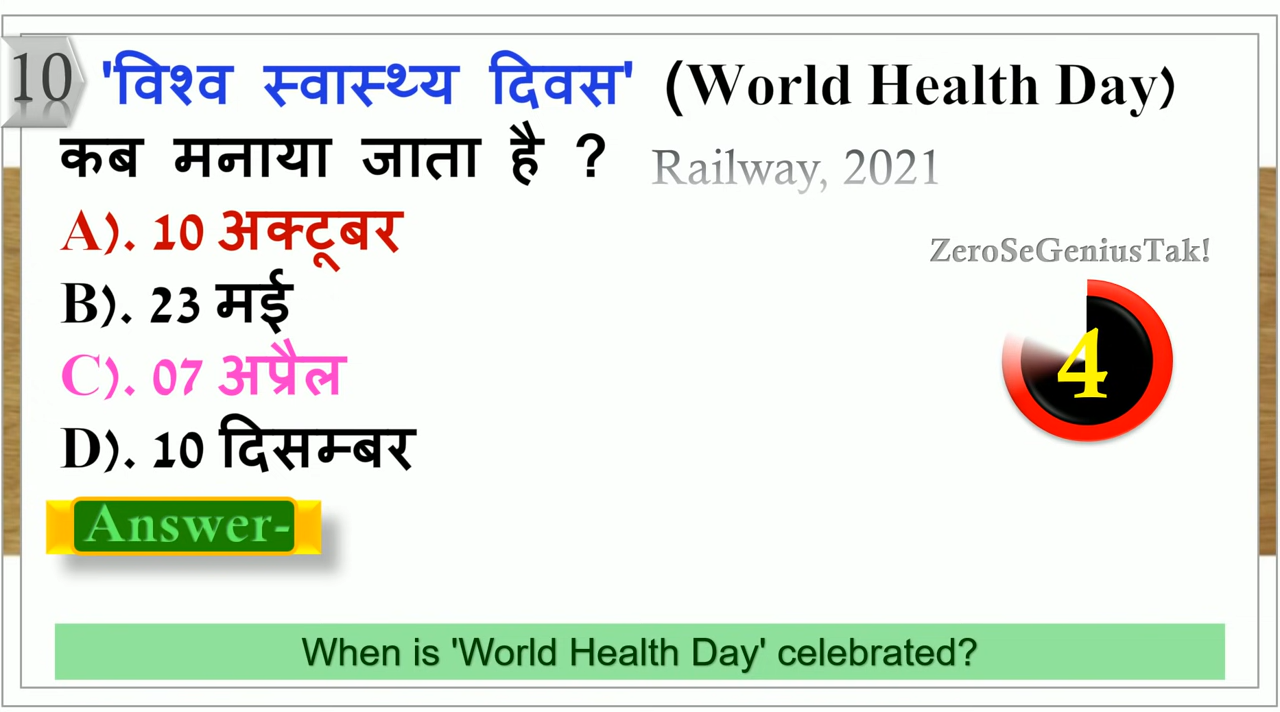 10 'विश्व स्वास्थ्य दिवस' (World Health Day)
कब मनाया जाता है ? Railway, 2021
A). 10 अक्टूबर
ZeroSeGeniusTak!
B). 23 मई
C). 07 अप्रैल
4
D). 10 दिसम्बर
Answer-
When is 'World Health Day' celebrated?